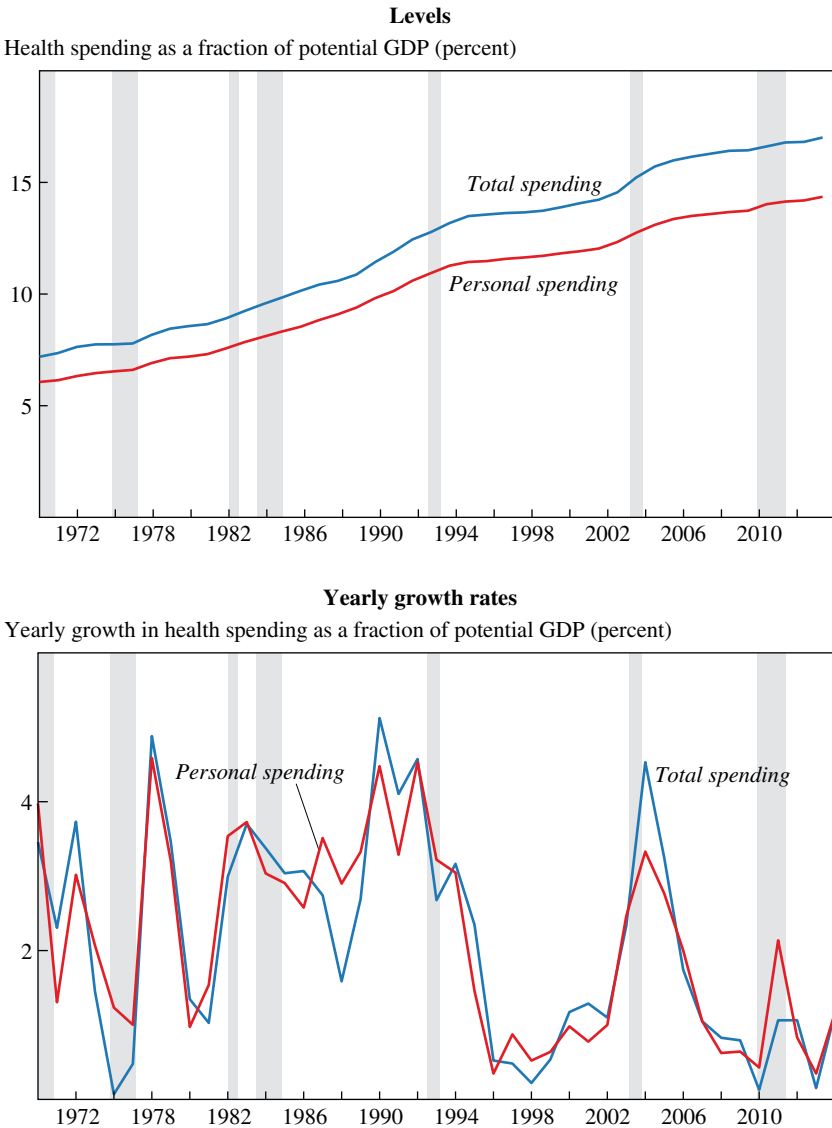 Levels
Health spending as a fraction of potential GDP (percent)
15
Total spending
10
Personal spending
5
1972 1978 1982 1986 1990 1994 1998 2002 2006 2010
Yearly growth rates
Yearly growth in health spending as a fraction of potential GDP (percent)
Personal spending
Total spending
4
2
1972 1978 1982 1986 1990 1994 1998 2002 2006 2010